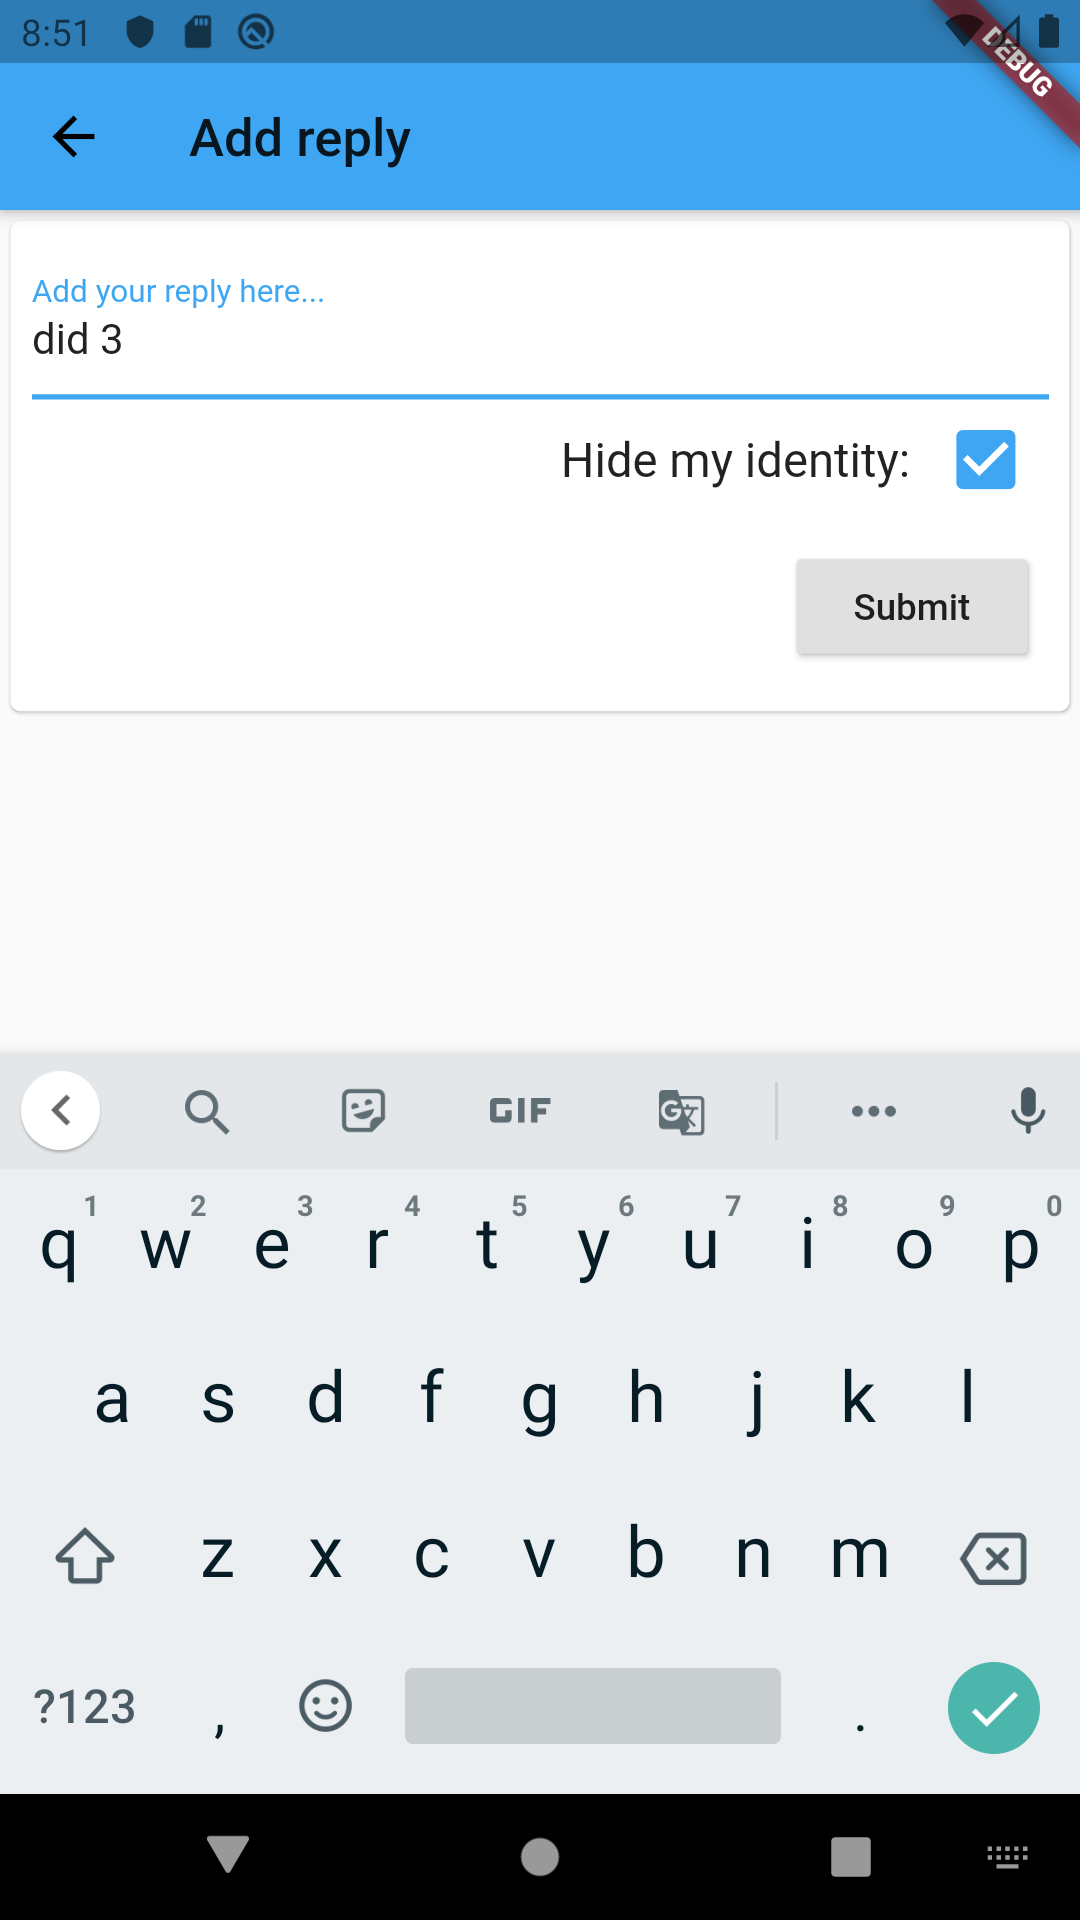 8:51
DEBUG
Add reply
Add your reply here...
did 3
Hide my identity:
Submit
GIF
G
1 2 3 4 5 6 7 8 9 0
q w e r t y u i o p
a s d f g h j k l
z x c v b n m
?123 , .